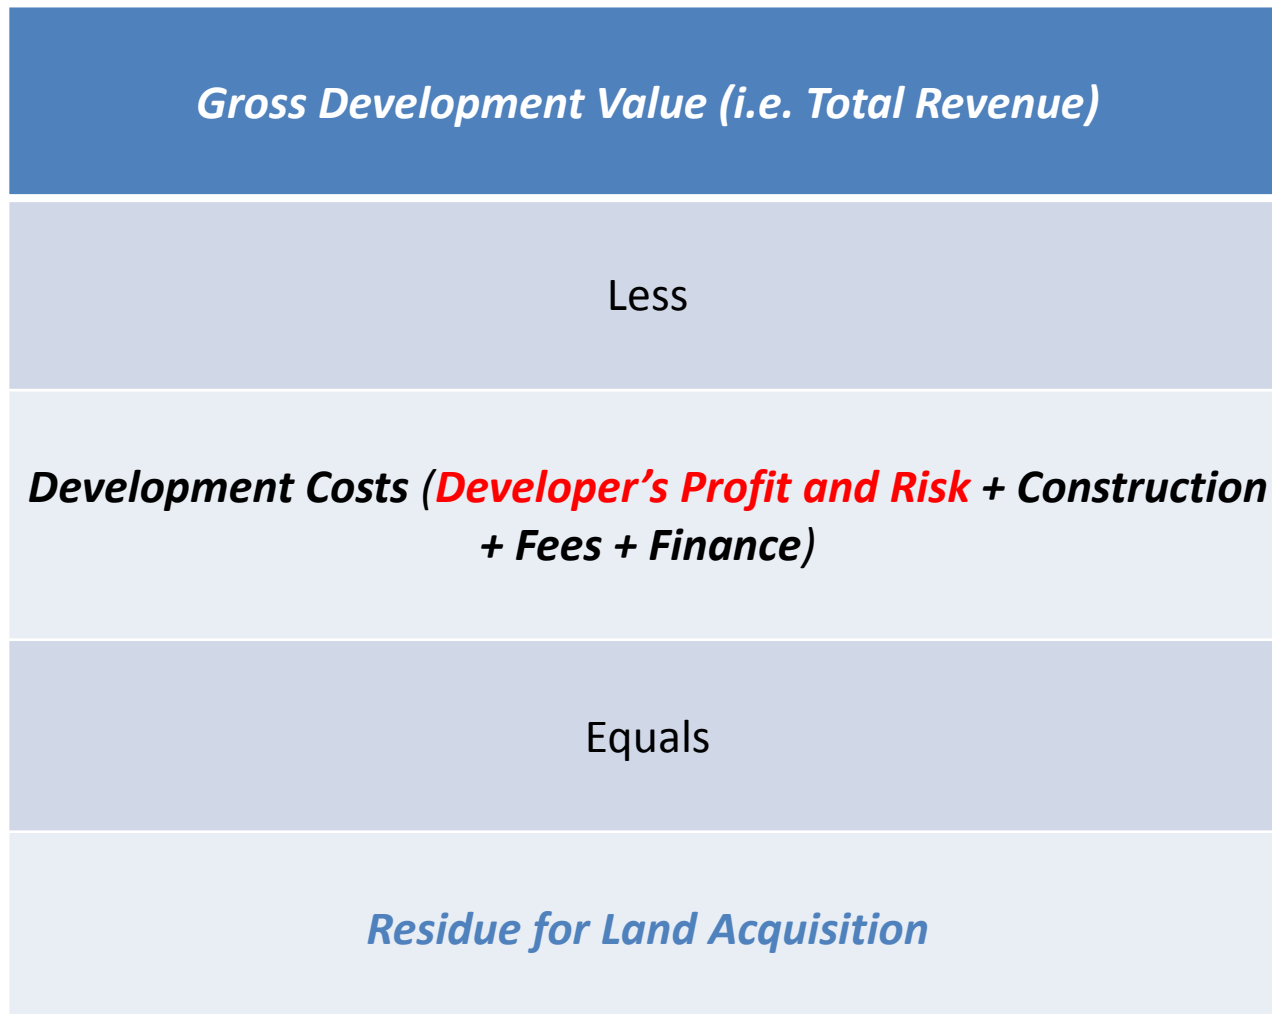 Gross Development Value (i.e. Total Revenue)
Less
Development Costs (Developer’s Profit and Risk + Construction
+ Fees + Finance)
Equals
Residue for Land Acquisition